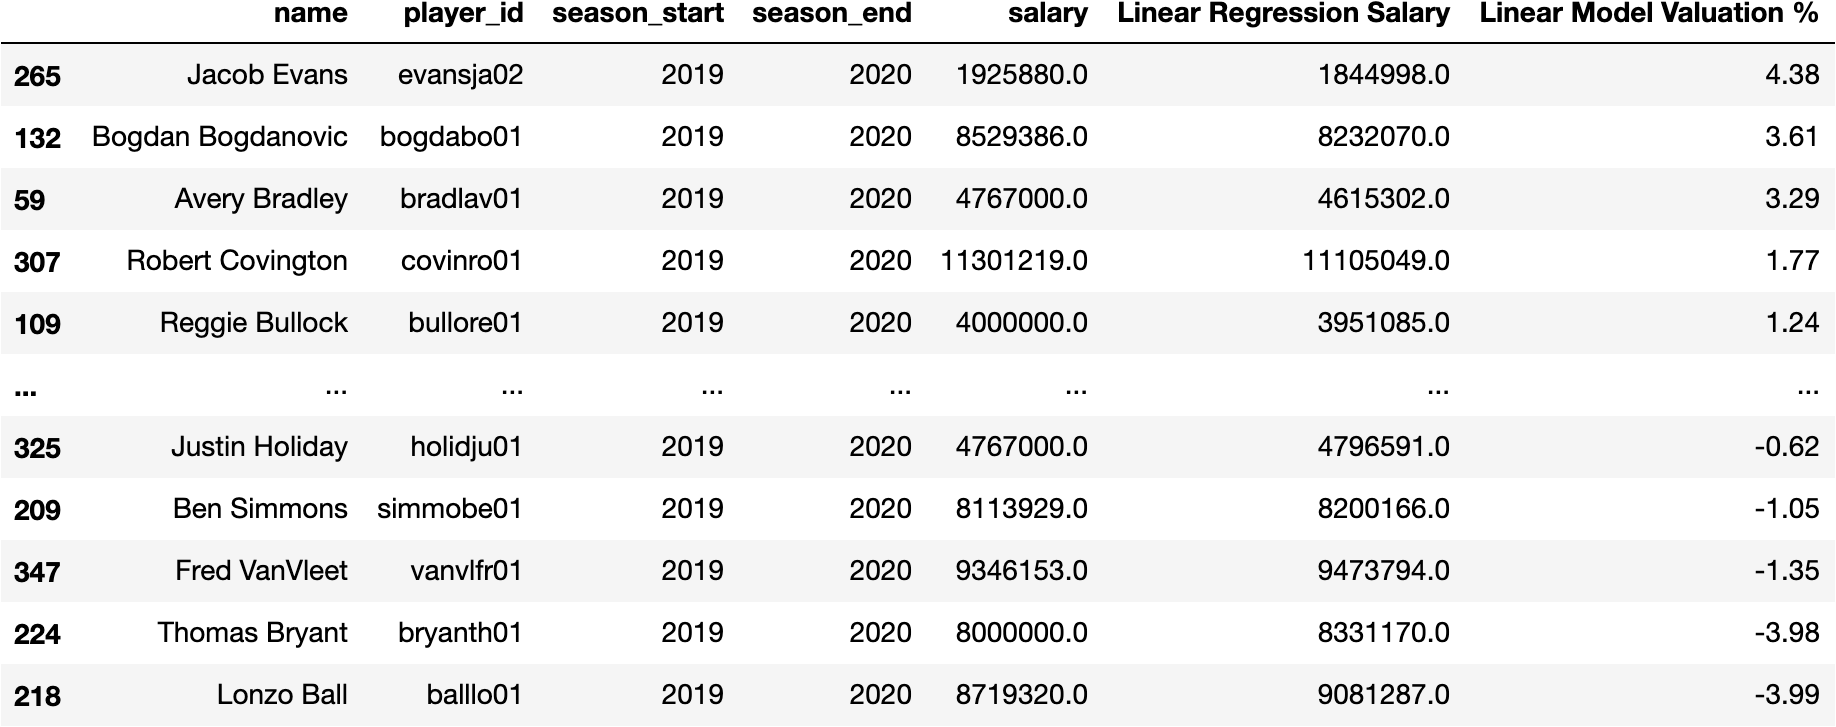 name player_id season_start season_end salary Linear Regression Salary Linear Model Valuation %
265 Jacob Evans evansja02 2019 2020 1925880.0 1844998.0 4.38
132 Bogdan Bogdanovic bogdabo01 2019 2020 8529386.0 8232070.0 3.61
59 Avery Bradley bradlav01 2019 2020 4767000.0 4615302.0 3.29
307 Robert Covington covinro01 2019 2020 11301219.0 11105049.0 1.77
109 Reggie Bullock bullore01 2019 2020 4000000.0 3951085.0 1.24
... ... ... ... ... ... ... ...
325 Justin Holiday holidju01 2019 2020 4767000.0 4796591.0 -0.62
209 Ben Simmons simmobe01 2019 2020 8113929.0 8200166.0 -1.05
347 Fred VanVleet vanvlfr01 2019 2020 9346153.0 9473794.0 -1.35
224 Thomas Bryant bryanth01 2019 2020 8000000.0 8331170.0 -3.98
218 Lonzo Ball balllo01 2019 2020 8719320.0 9081287.0 -3.99